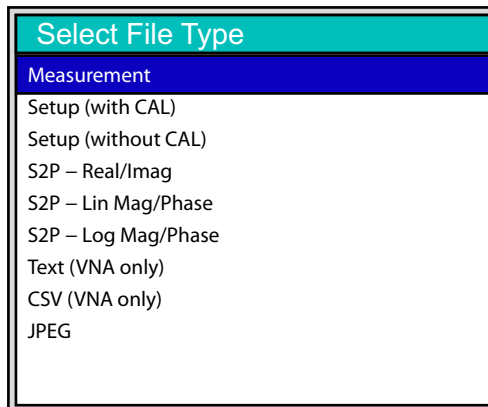 Select File Type
Measurement
Setup (with CAL)
Setup (without CAL)
S2P – Real/Imag
S2P – Lin Mag/Phase
S2P – Log Mag/Phase
Text (VNA only)
CSV (VNA only)
JPEG